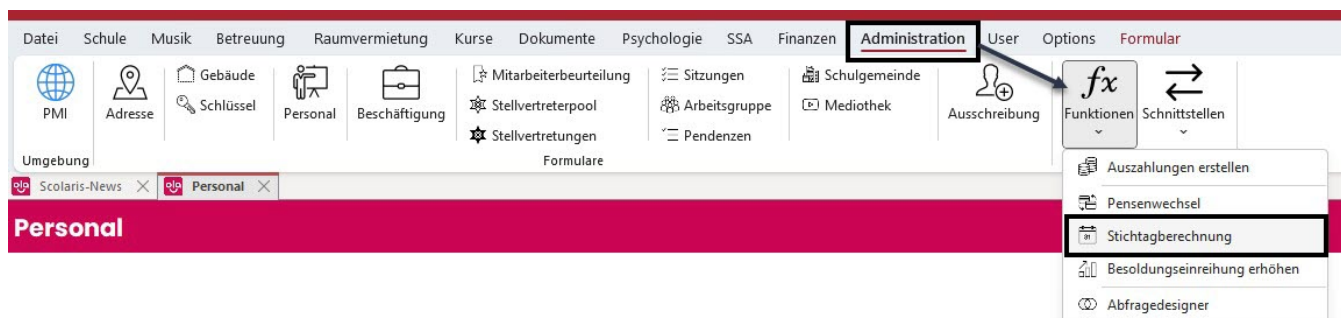 Datei Schule Musik Betreuung Raumvermietung Kurse Dokumente Psychologie SSA Finanzen Administration User Options Formular
PMI
Adresse
Gebäude
Schlüssel
Personal
Beschäftigung
Mitarbeiterbeurteilung
Stellvertreterpool
Stellvertretungen
Sitzungen
Arbeitsgruppe
Pendenzen
Schulgemeinde
Mediothek
Ausschreibung
fx
Funktionen
Schnittstellen
Umgebung
Formulare
Auszahlungen erstellen
Pensenwechsel
Stichtagberechnung
Besoldungseinreihung erhöhen
Abfragedesigner
Scolaris-News
Personal
Personal